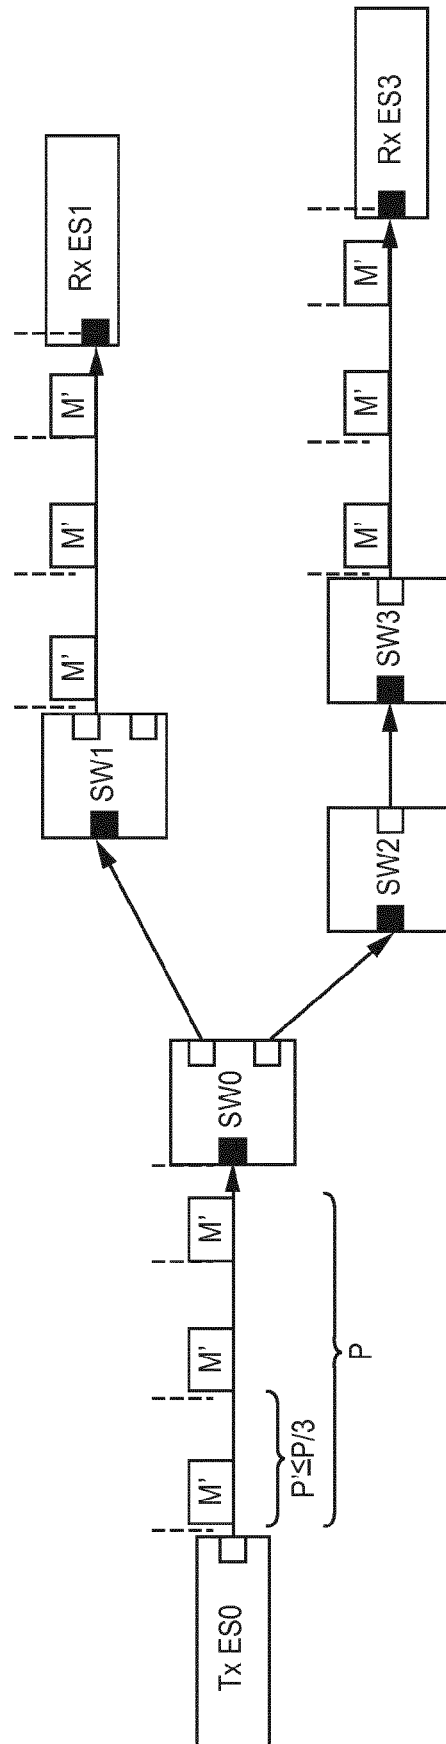 Tx ES0
M’
M’
M’
P’≤P/3
P
SW0
SW1
M’
M’
M’
Rx ES1
SW2
SW3
M’
M’
M’
Rx ES3